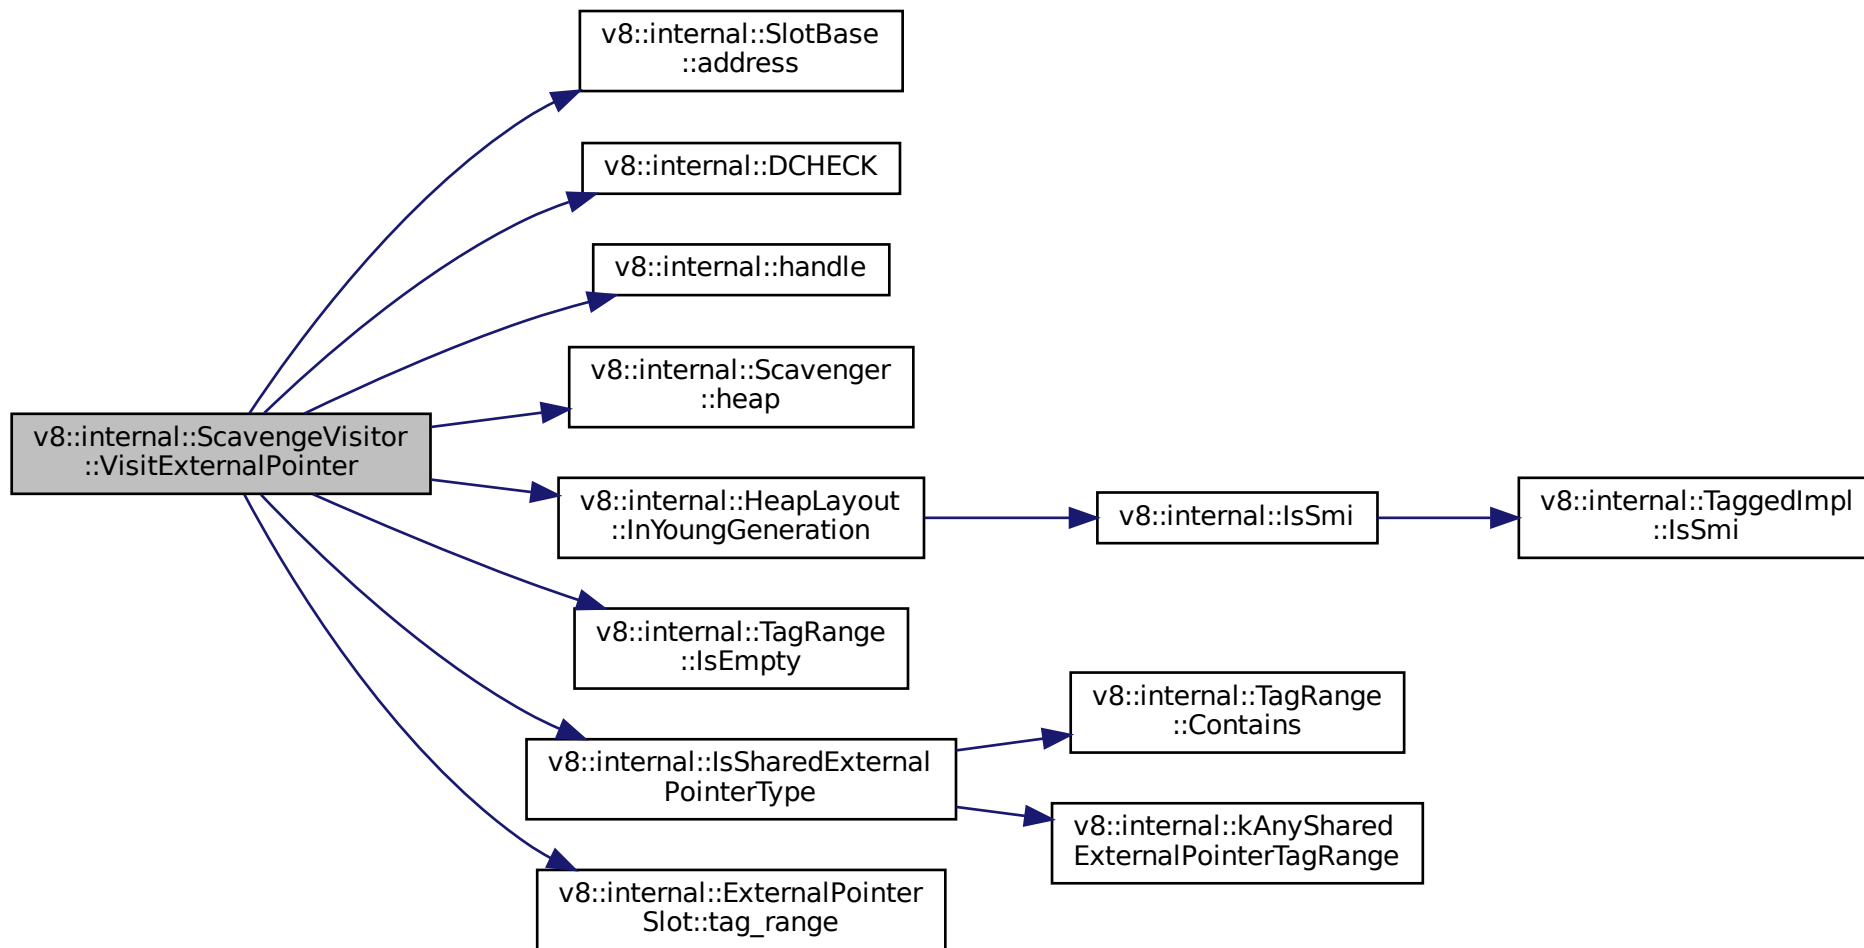 v8::internal::SlotBase
::address
v8::internal::DCHECK
v8::internal::handle
v8::internal::Scavenger
::heap
v8::internal::ScavengeVisitor
::VisitExternalPointer
v8::internal::HeapLayout
::InYoungGeneration
v8::internal::IsSmi
v8::internal::TaggedImpl
::IsSmi
v8::internal::TagRange
::IsEmpty
v8::internal::TagRange
::Contains
v8::internal::IsSharedExternal
PointerType
v8::internal::kAnyShared
ExternalPointerTagRange
v8::internal::ExternalPointer
Slot::tag_range